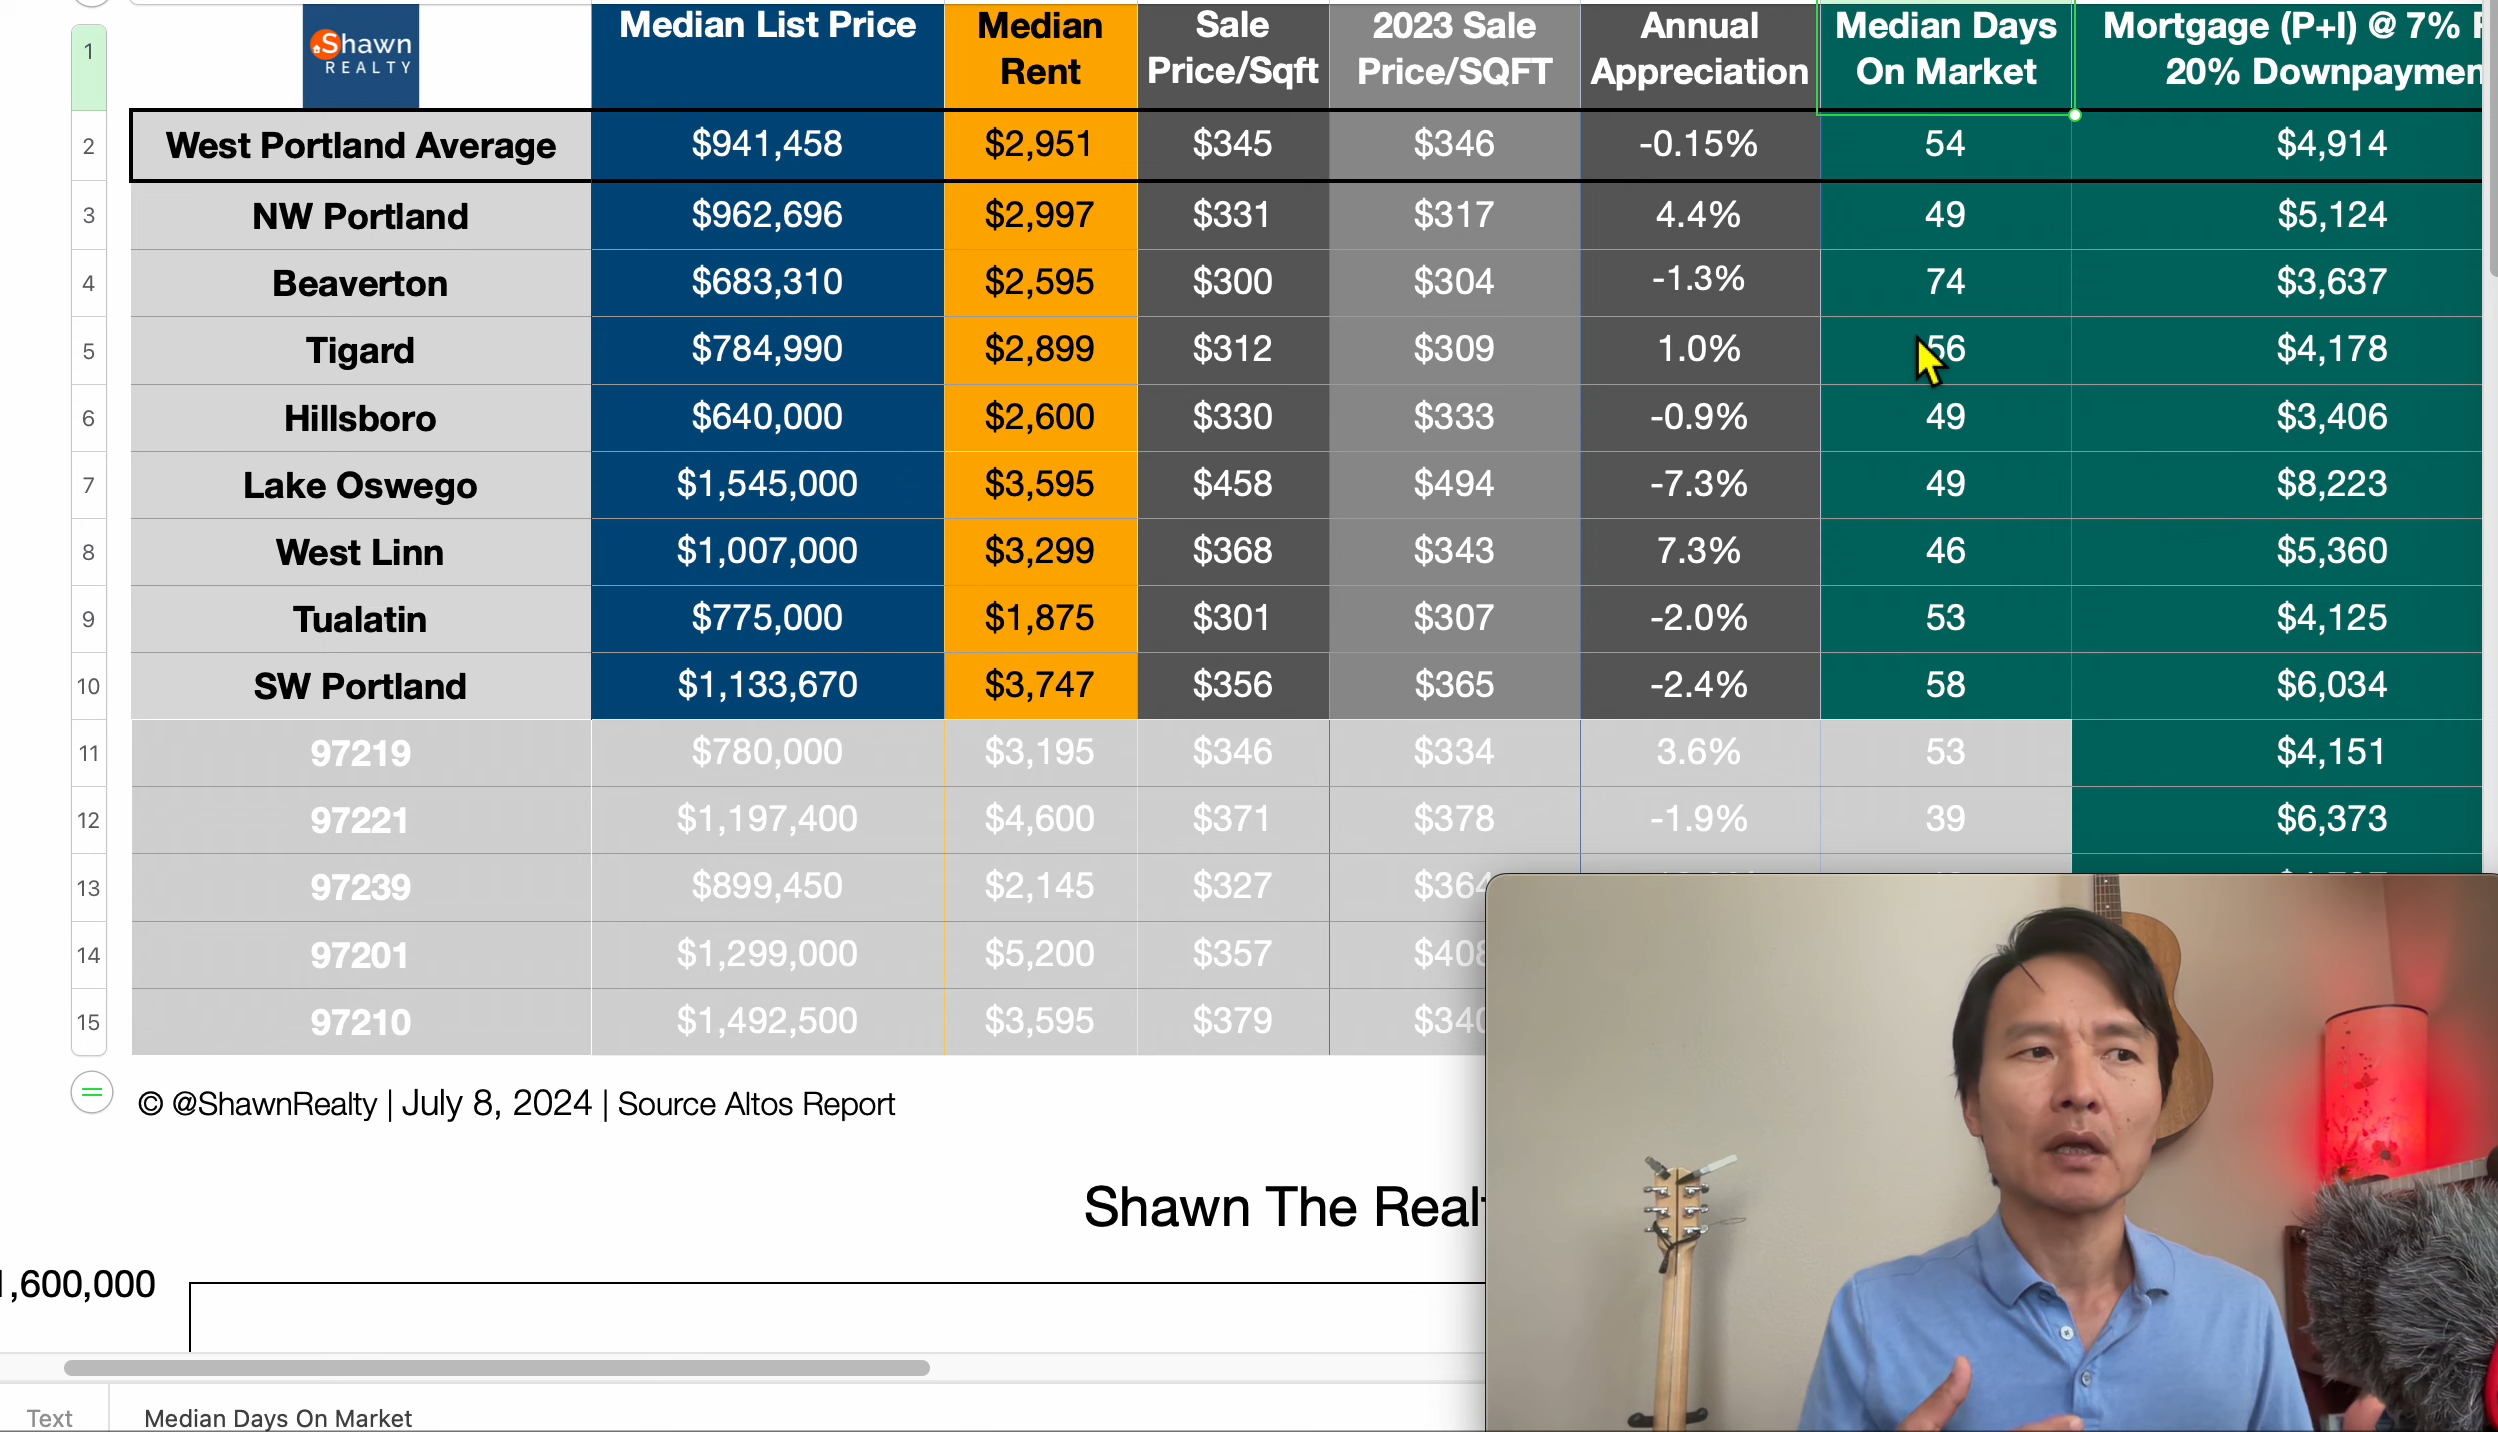 Shawn
REALTY
Median List Price
Median
Rent
Sale
Price/Sqft
2023 Sale
Price/SQFT
Annual
Appreciation
Median Days
On Market
Mortgage (P+I) @ 7%
20%
1
2 West Portland Average $941,458 $2,951 $345 $346 -0.15% 54 $4,914
3 NW Portland $962,696 $2,997 $331 $317 4.4% 49 $5,124
4 Beaverton $683,310 $2,595 $300 $304 -1.3% 74 $3,637
5 Tigard $784,990 $2,899 $312 $309 1.0% 56 $4,178
6 Hillsboro $640,000 $2,600 $330 $333 -0.9% 49 $3,406
7 Lake Oswego $1,545,000 $3,595 $458 $494 -7.3% 49 $8,223
8 West Linn $1,007,000 $3,299 $368 $343 7.3% 46 $5,360
9 Tualatin $775,000 $1,875 $301 $307 -2.0% 53 $4,125
10 SW Portland $1,133,670 $3,747 $356 $365 -2.4% 58 $6,034
11 97219 $780,000 $3,195 $346 $334 3.6% 53 $4,151
12 97221 $1,197,400 $4,600 $371 $378 -1.9% 39 $6,373
13 97239 $899,450 $2,145 $327 $364
14 97201 $1,299,000 $5,200 $357 $408
15 97210 $1,492,500 $3,595 $379 $340
© @ShawnRealty | July 8, 2024 | Source Altos Report
Shawn The
,600,000
Text Median Days On Market